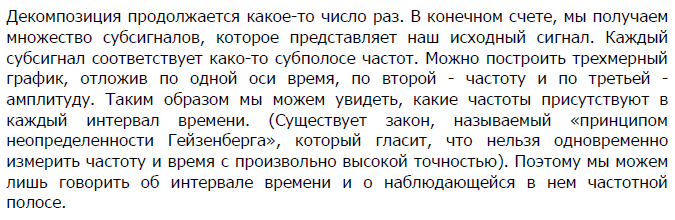 Декомпозиция продолжается какое-то число раз. В конечном счете, мы получаем
множество субсигналов, которое представляет наш исходный сигнал. Каждый
субсигнал соответствует како-то субполосе частот. Можно построить трехмерный
график, отложив по одной оси время, по второй - частоту и по третьей -
амплитуду. Таким образом мы можем увидеть, какие частоты присутствуют в
каждый интервал времени. (Существует закон, называемый «принципом
неопределенности Гейзенберга», который гласит, что нельзя одновременно
измерить частоту и время с произвольно высокой точностью). Поэтому мы можем
лишь говорить об интервале времени и о наблюдающейся в нем частотной
полосе.